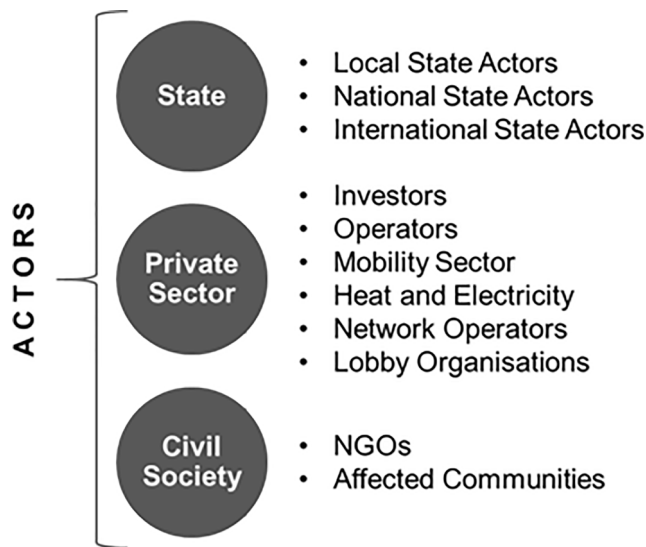 ACTORS
State
• Local State Actors
• National State Actors
• International State Actors
Private
Sector
• Investors
• Operators
• Mobility Sector
• Heat and Electricity
• Network Operators
• Lobby Organisations
Civil
Society
• NGOs
• Affected Communities